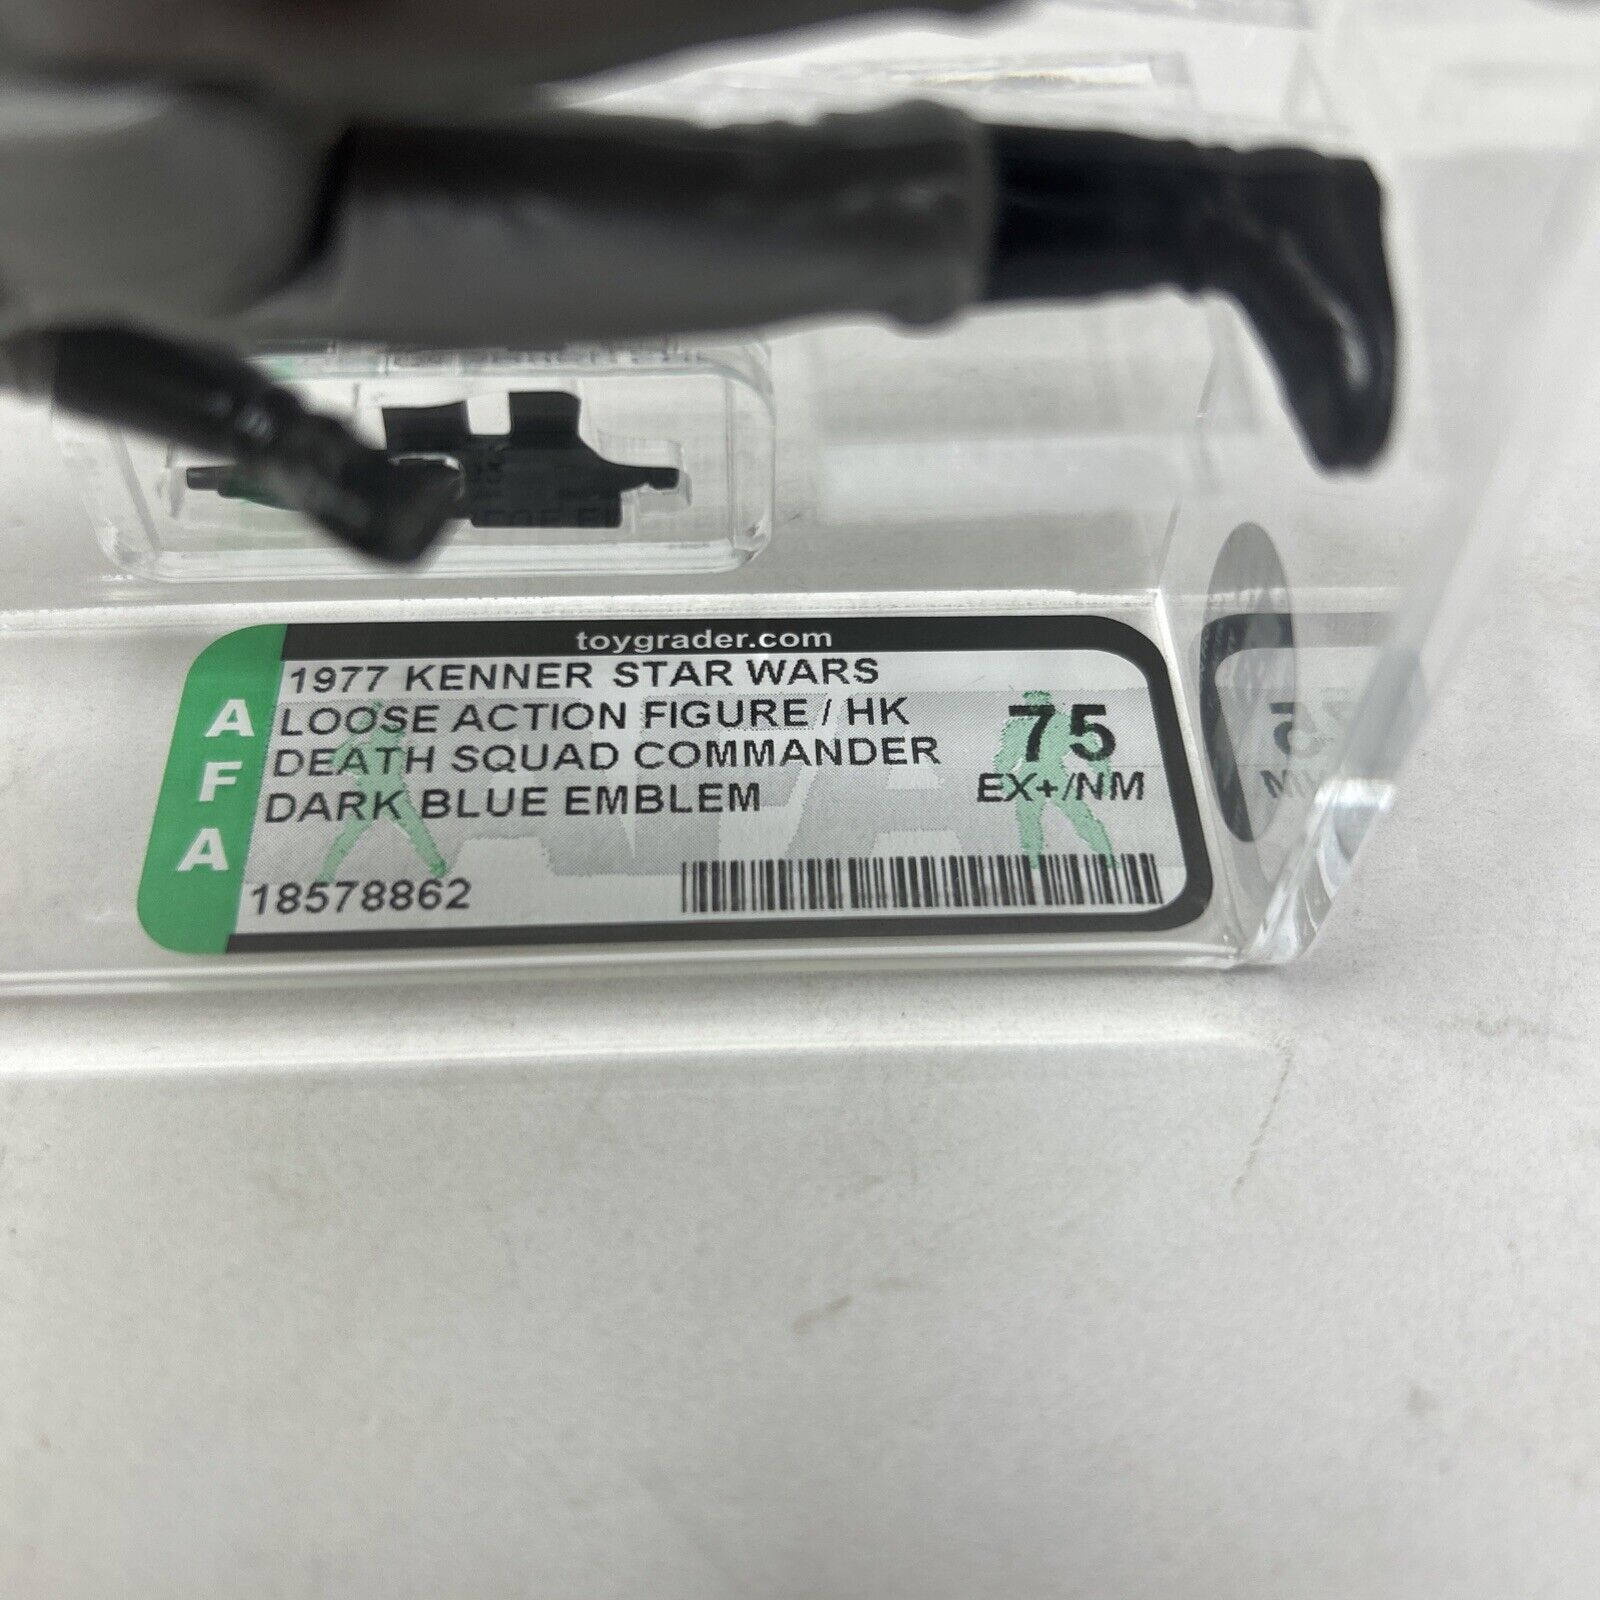 toygrader.com
1977 KENNER STAR WARS
LOOSE ACTION FIGURE / HK
DEATH SQUAD COMMANDER
DARK BLUE EMBLEM
75
EX+/NM
AFA
18578862